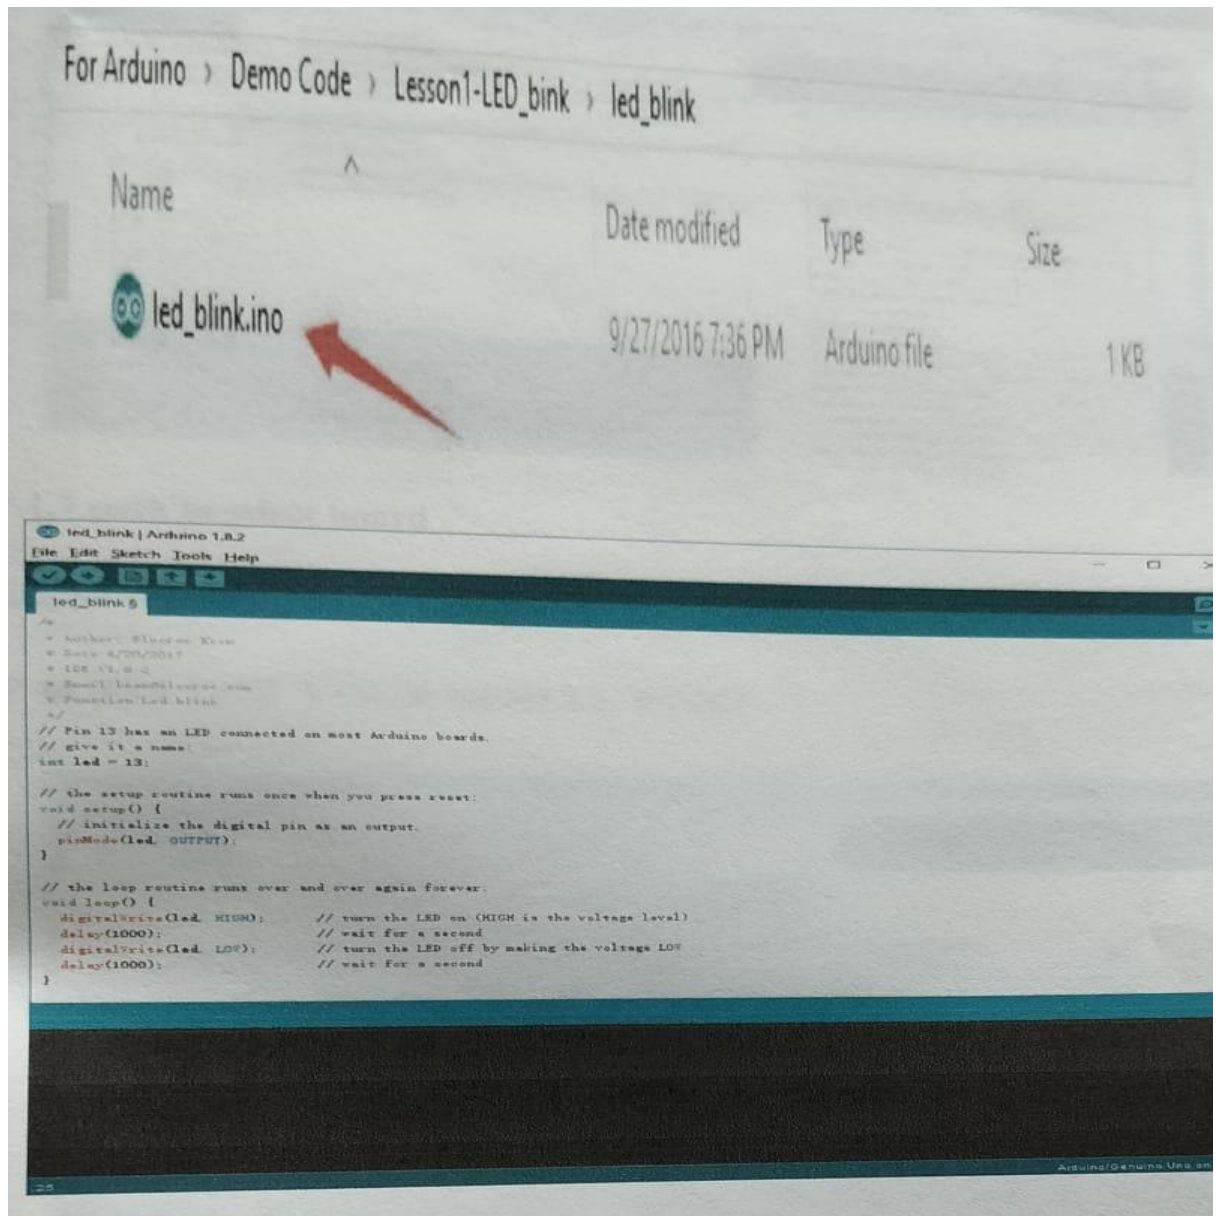 For Arduino > Demo Code > Lesson1-LED_bink > led_blink
Name Date modified Type Size
led_blink.ino 9/27/2016 7:36 PM Arduino file 1 KB
led_blink | Arduino 1.8.2
File Edit Sketch Tools Help
led_blink §
/*
* Author:
* Date
* Function Led blink
*/
// Pin 13 has an LED connected on most Arduino boards.
// give it a name:
int led = 13;
// the setup routine runs once when you press reset:
void setup() {
// initialize the digital pin as an output.
pinMode(led, OUTPUT);
}
// the loop routine runs over and over again forever:
void loop() {
digitalWrite(led, HIGH); // turn the LED on (HIGH is the voltage level)
delay(1000); // wait for a second
digitalWrite(led, LOW); // turn the LED off by making the voltage LOW
delay(1000); // wait for a second
}
Arduino/Genuino Uno on